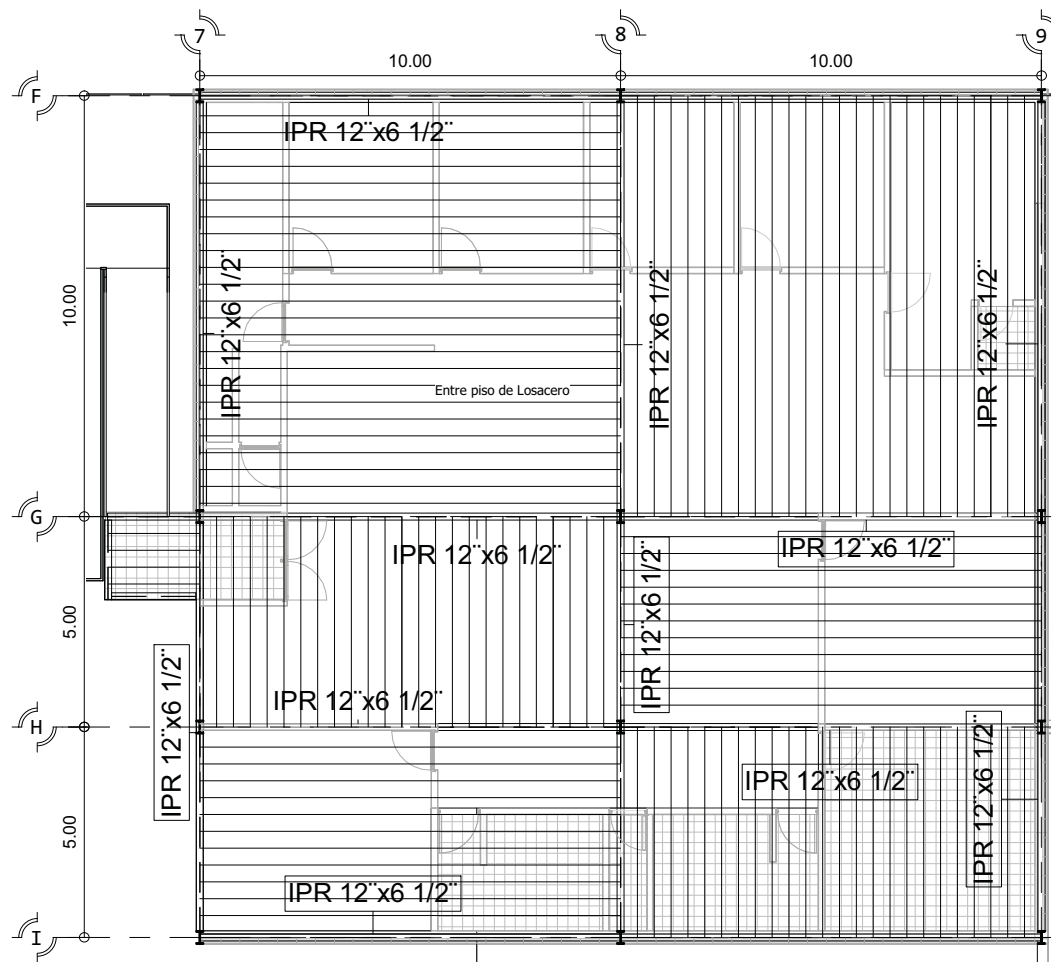 7
8
9
10.00
10.00
F
IPR 12¨x6 1/2¨
10.00
IPR 12¨x6 1/2¨
IPR 12¨x6 1/2¨
IPR 12¨x6 1/2¨
Entre piso de Losacero
G
IPR 12¨x6 1/2¨
IPR 12¨x6 1/2¨
IPR 12¨x6 1/2¨
5.00
IPR 12¨x6 1/2¨
IPR 12¨x6 1/2¨
H
IPR 12¨x6 1/2¨
IPR 12¨x6 1/2¨
5.00
IPR 12¨x6 1/2¨
I